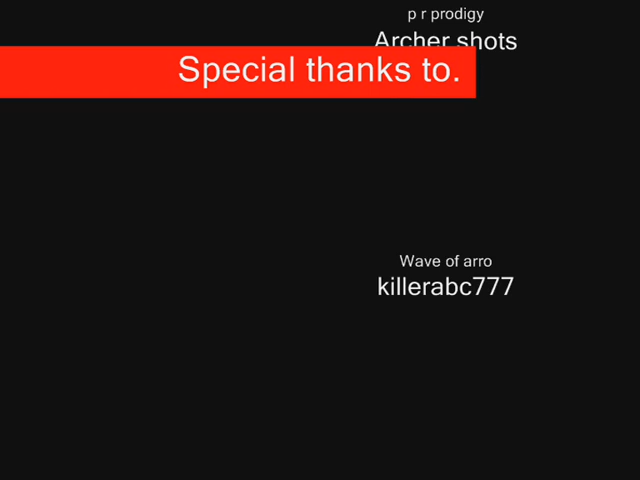 p r prodigy
Archer shots
Special thanks to.
Wave of arro
killerabc777